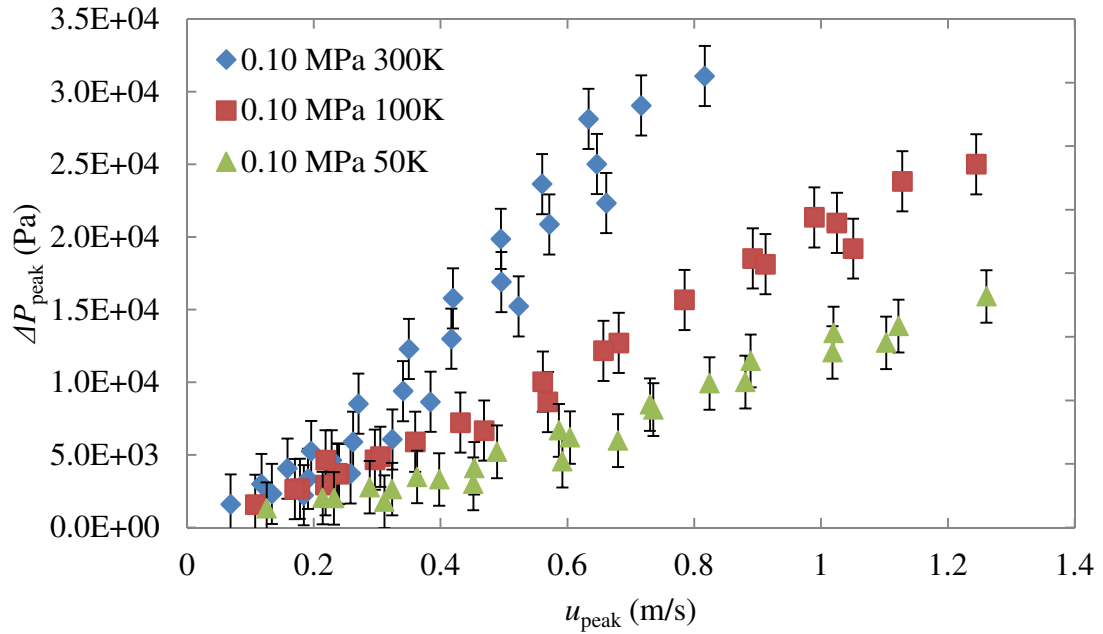 3.5E+04
3.0E+04
2.5E+04
2.0E+04
1.5E+04
1.0E+04
5.0E+03
0.0E+00
ΔP_peak (Pa)
0.10 MPa 300K
0.10 MPa 100K
0.10 MPa 50K
0 0.2 0.4 0.6 0.8 1 1.2 1.4
u_peak (m/s)